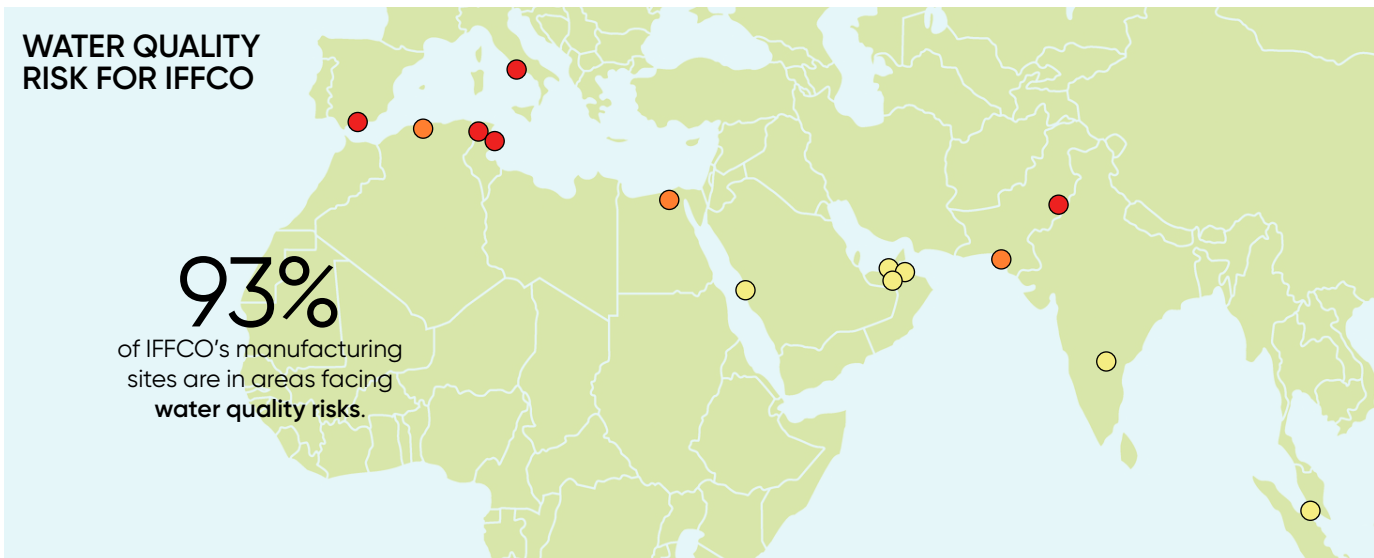 WATER QUALITY
RISK FOR IFFCO
93%
of IFFCO's manufacturing
sites are in areas facing
water quality risks.